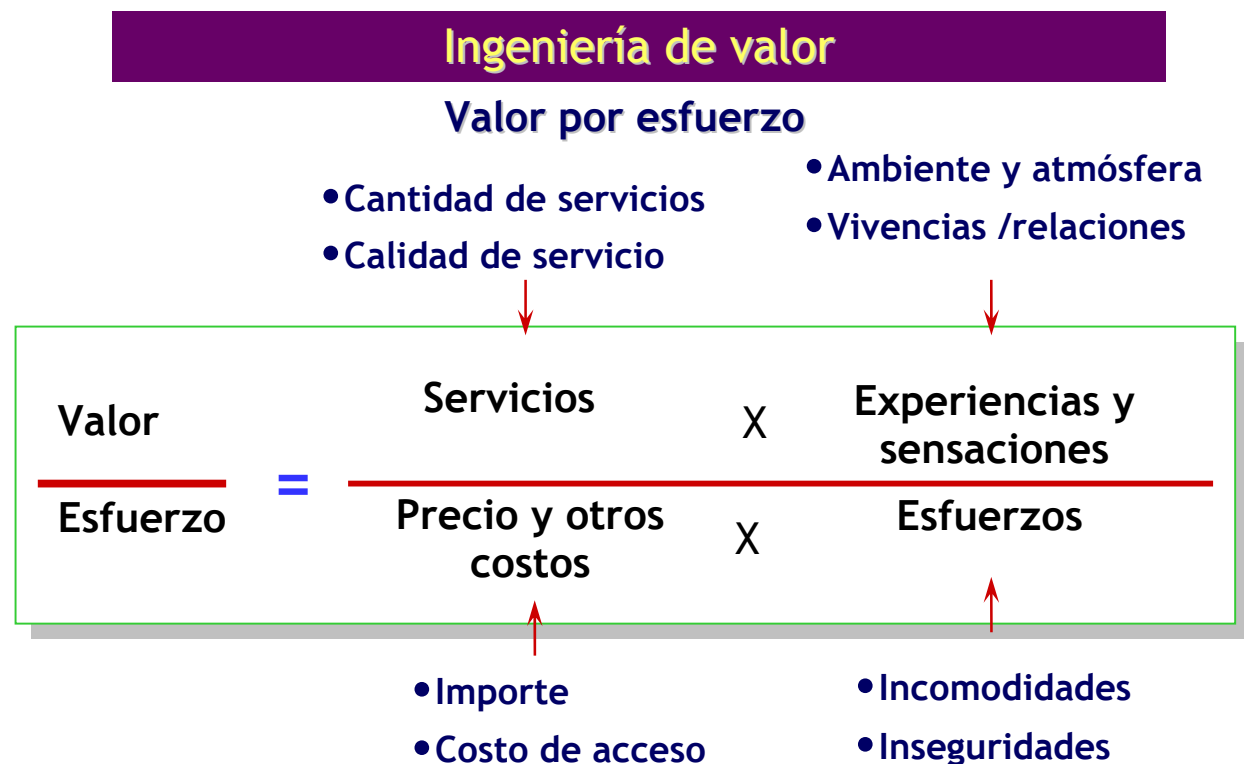 Ingeniería de valor
Valor por esfuerzo
•Cantidad de servicios
•Calidad de servicio
•Ambiente y atmósfera
•Vivencias /relaciones
Valor
Esfuerzo
=
Servicios
X
Experiencias y
sensaciones
Precio y otros
costos
X
Esfuerzos
•Importe
•Costo de acceso
•Incomodidades
•Inseguridades